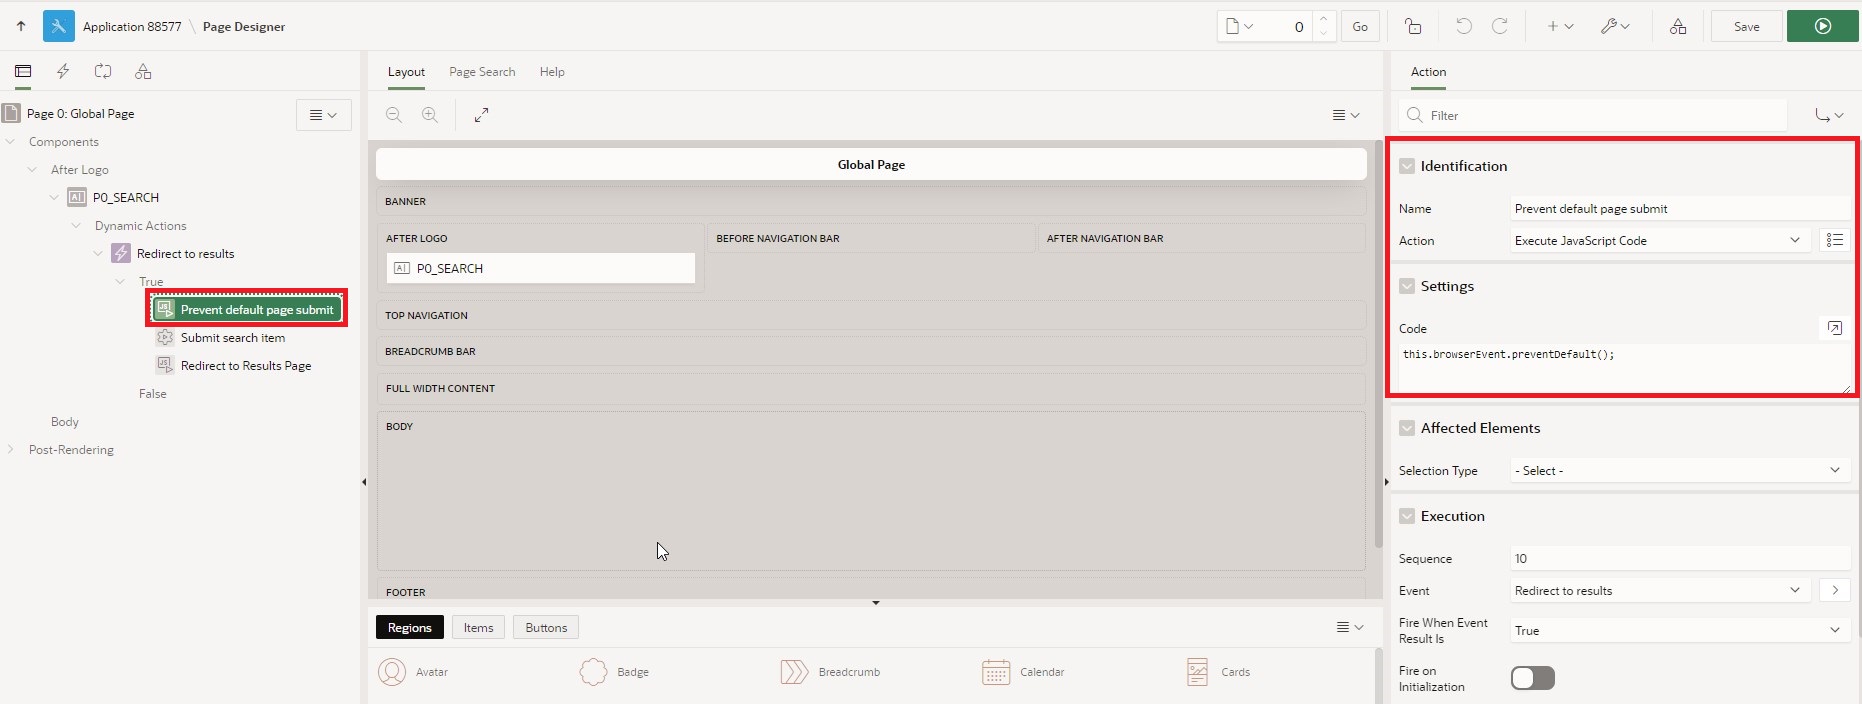 Application 88577 \ Page Designer
0
Go
Save
Page 0: Global Page
Components
After Logo
P0_SEARCH
Dynamic Actions
Redirect to results
True
Prevent default page submit
Submit search item
Redirect to Results Page
False
Body
Post-Rendering
Layout
Page Search
Help
Global Page
BANNER
AFTER LOGO
BEFORE NAVIGATION BAR
AFTER NAVIGATION BAR
P0_SEARCH
TOP NAVIGATION
BREADCRUMB BAR
FULL WIDTH CONTENT
BODY
FOOTER
Regions
Items
Buttons
Avatar
Badge
Breadcrumb
Calendar
Cards
Action
Filter
Identification
Name
Prevent default page submit
Action
Execute JavaScript Code
Settings
Code
this.browserEvent.preventDefault();
Affected Elements
Selection Type
- Select -
Execution
Sequence
10
Event
Redirect to results
Fire When Event
Result Is
True
Fire on
Initialization